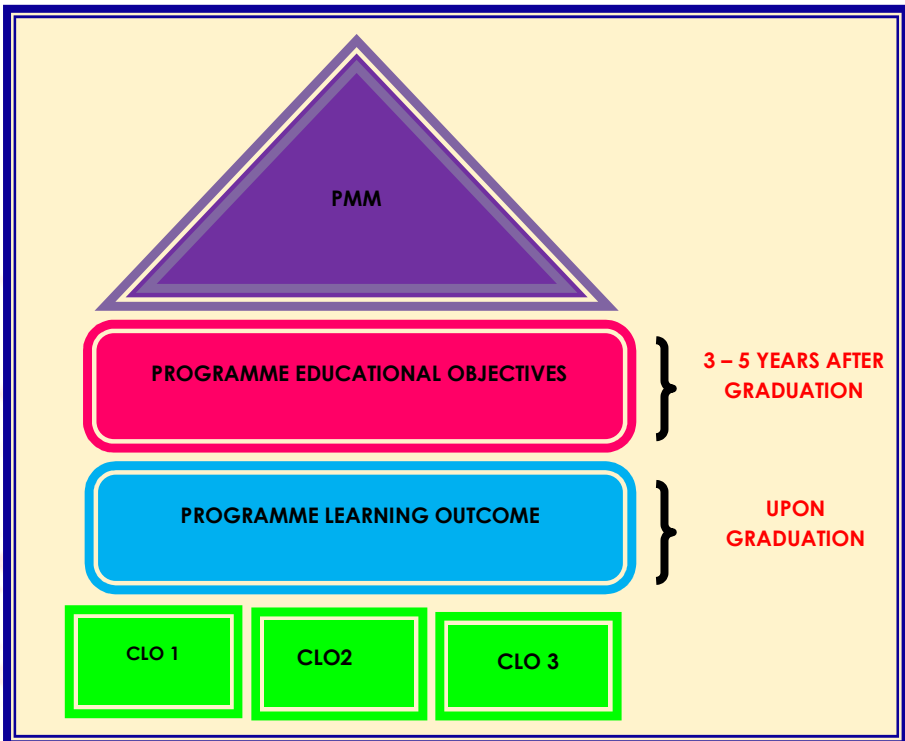 PMM
PROGRAMME EDUCATIONAL OBJECTIVES
3 – 5 YEARS AFTER
GRADUATION
PROGRAMME LEARNING OUTCOME
UPON
GRADUATION
CLO 1
CLO2
CLO 3